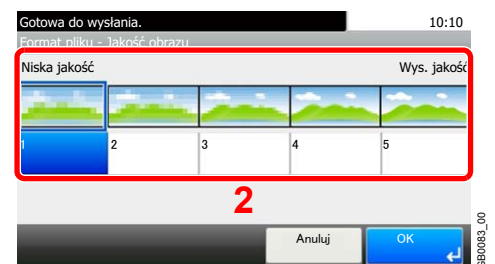 Gotowa do wysłania. 10:10
Format pliku - Jakość obrazu
Niska jakość Wys. jakość
1 2 3 4 5
2
Anuluj OK
GB0083_00